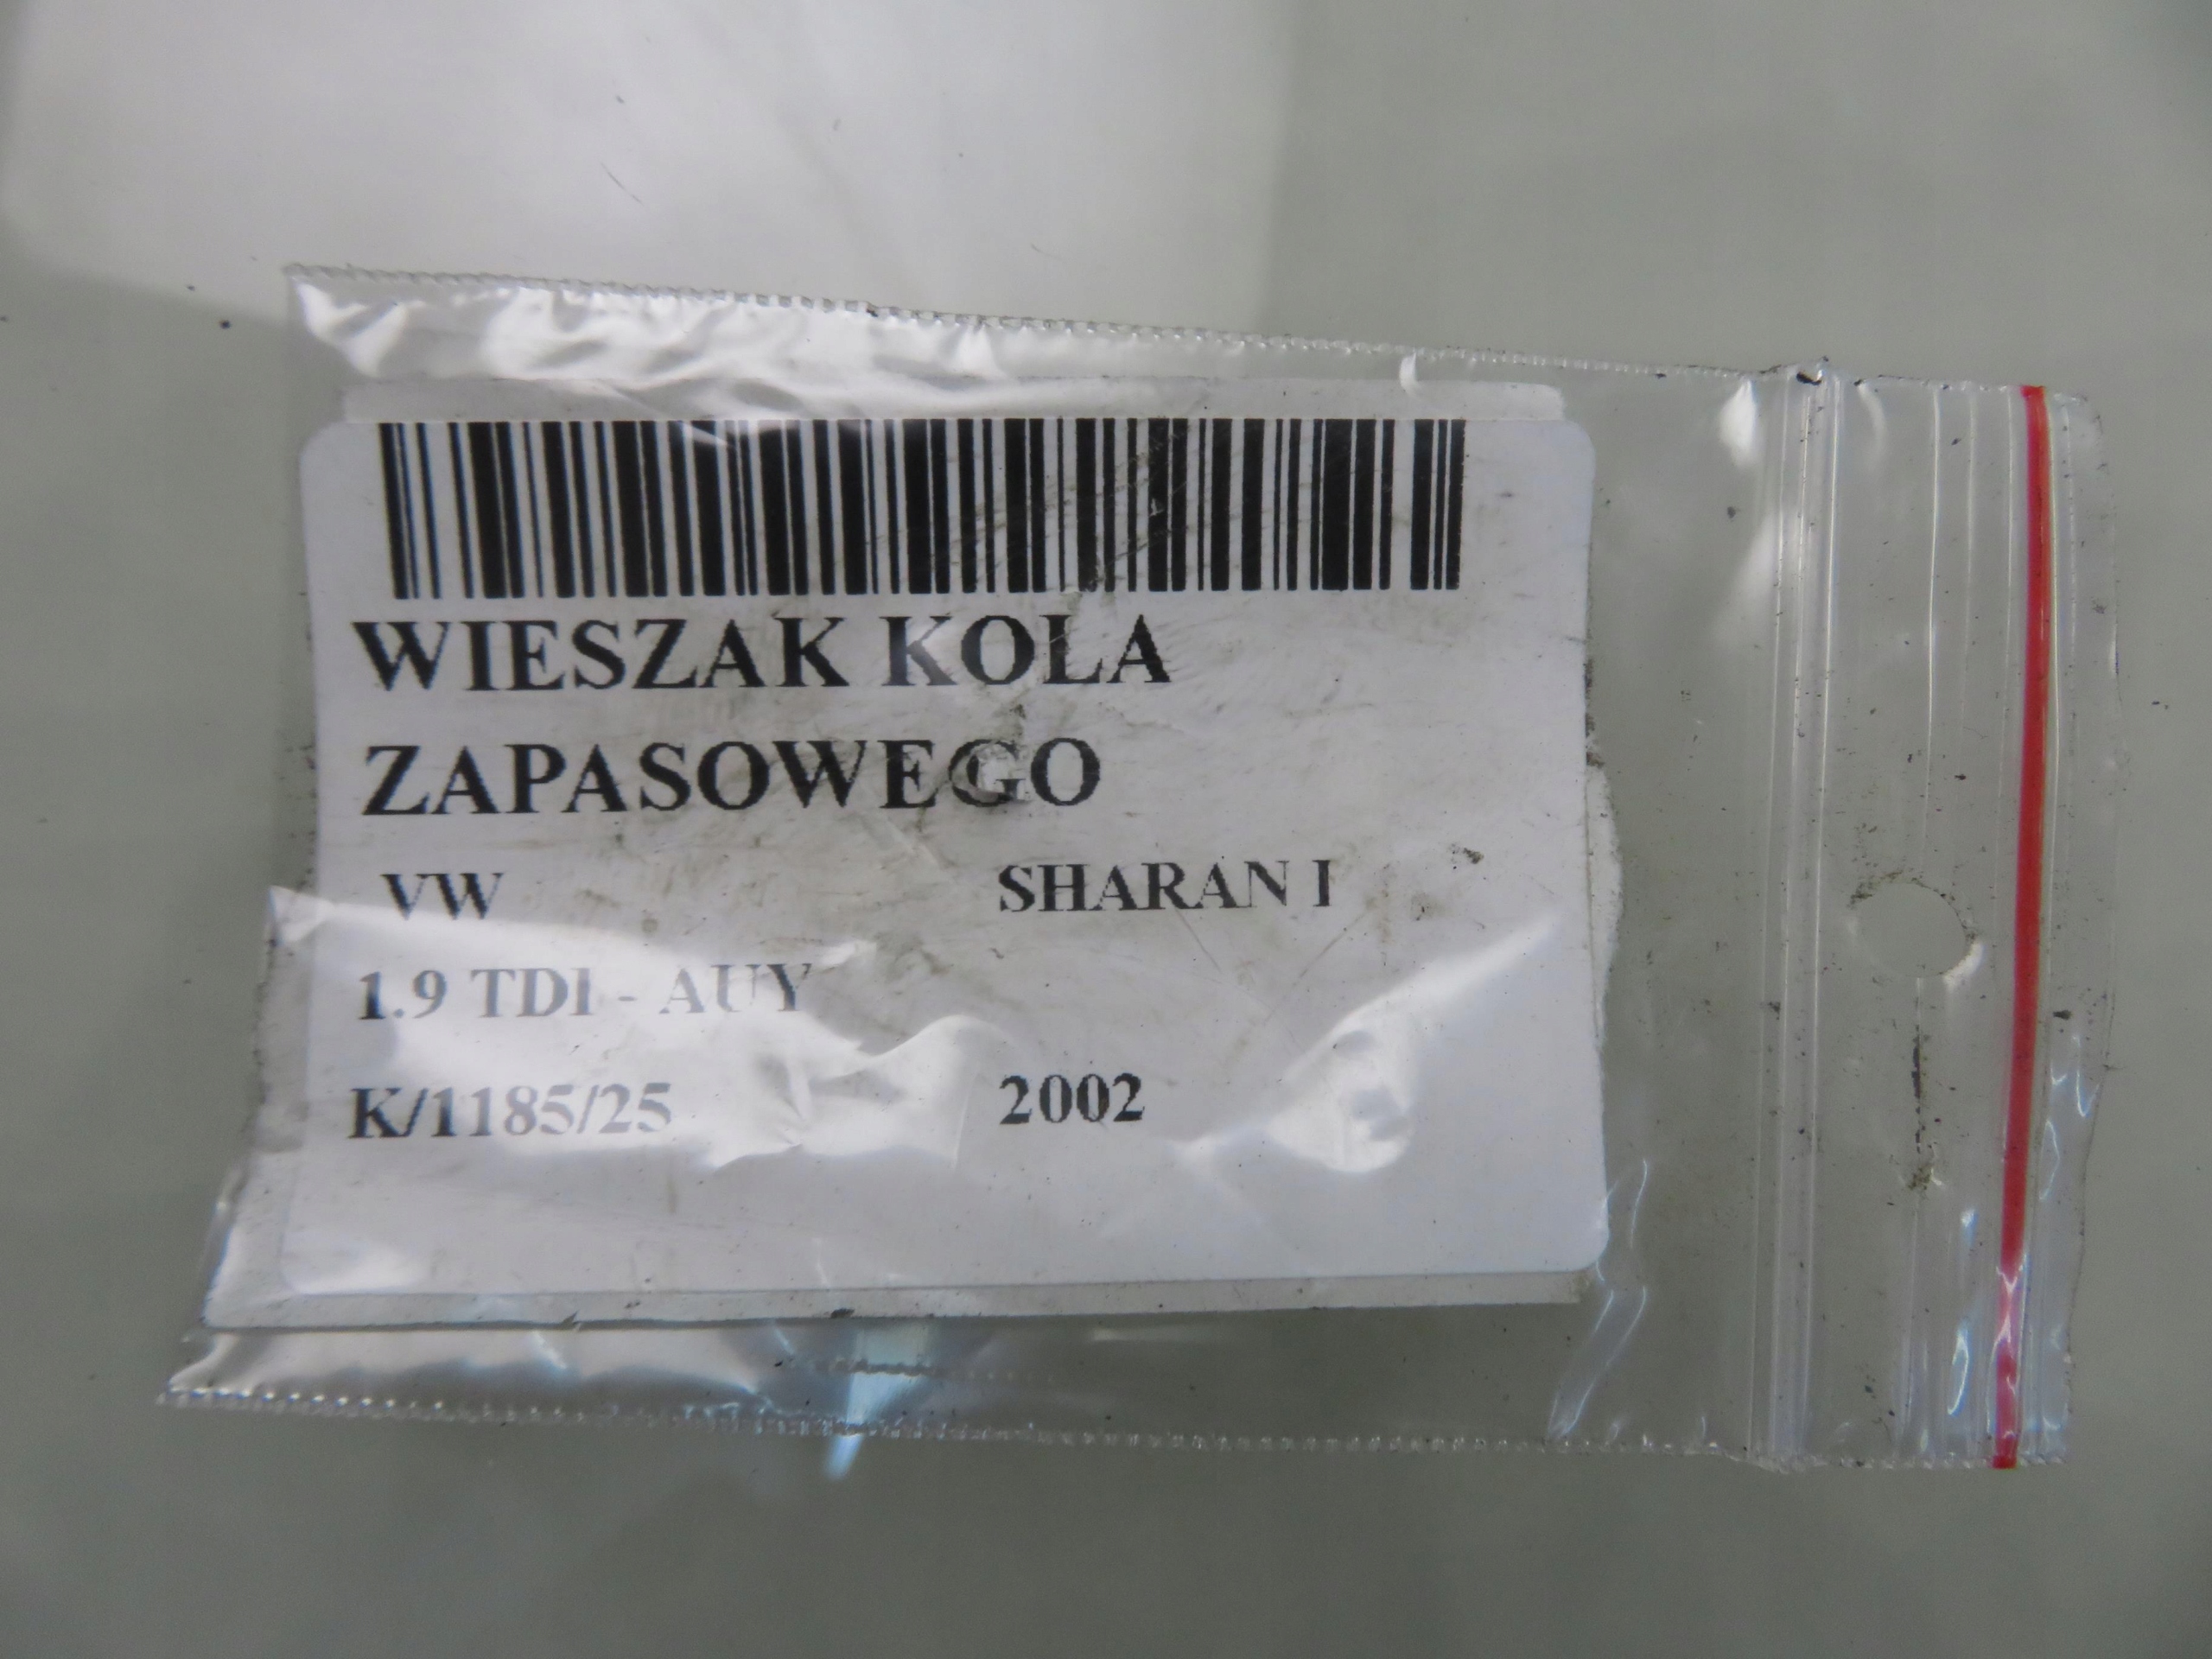 WIESZAK KOLA
ZAPASOWEGO
VW SHARAN I
1.9 TDI - AUY
K/1185/25 2002